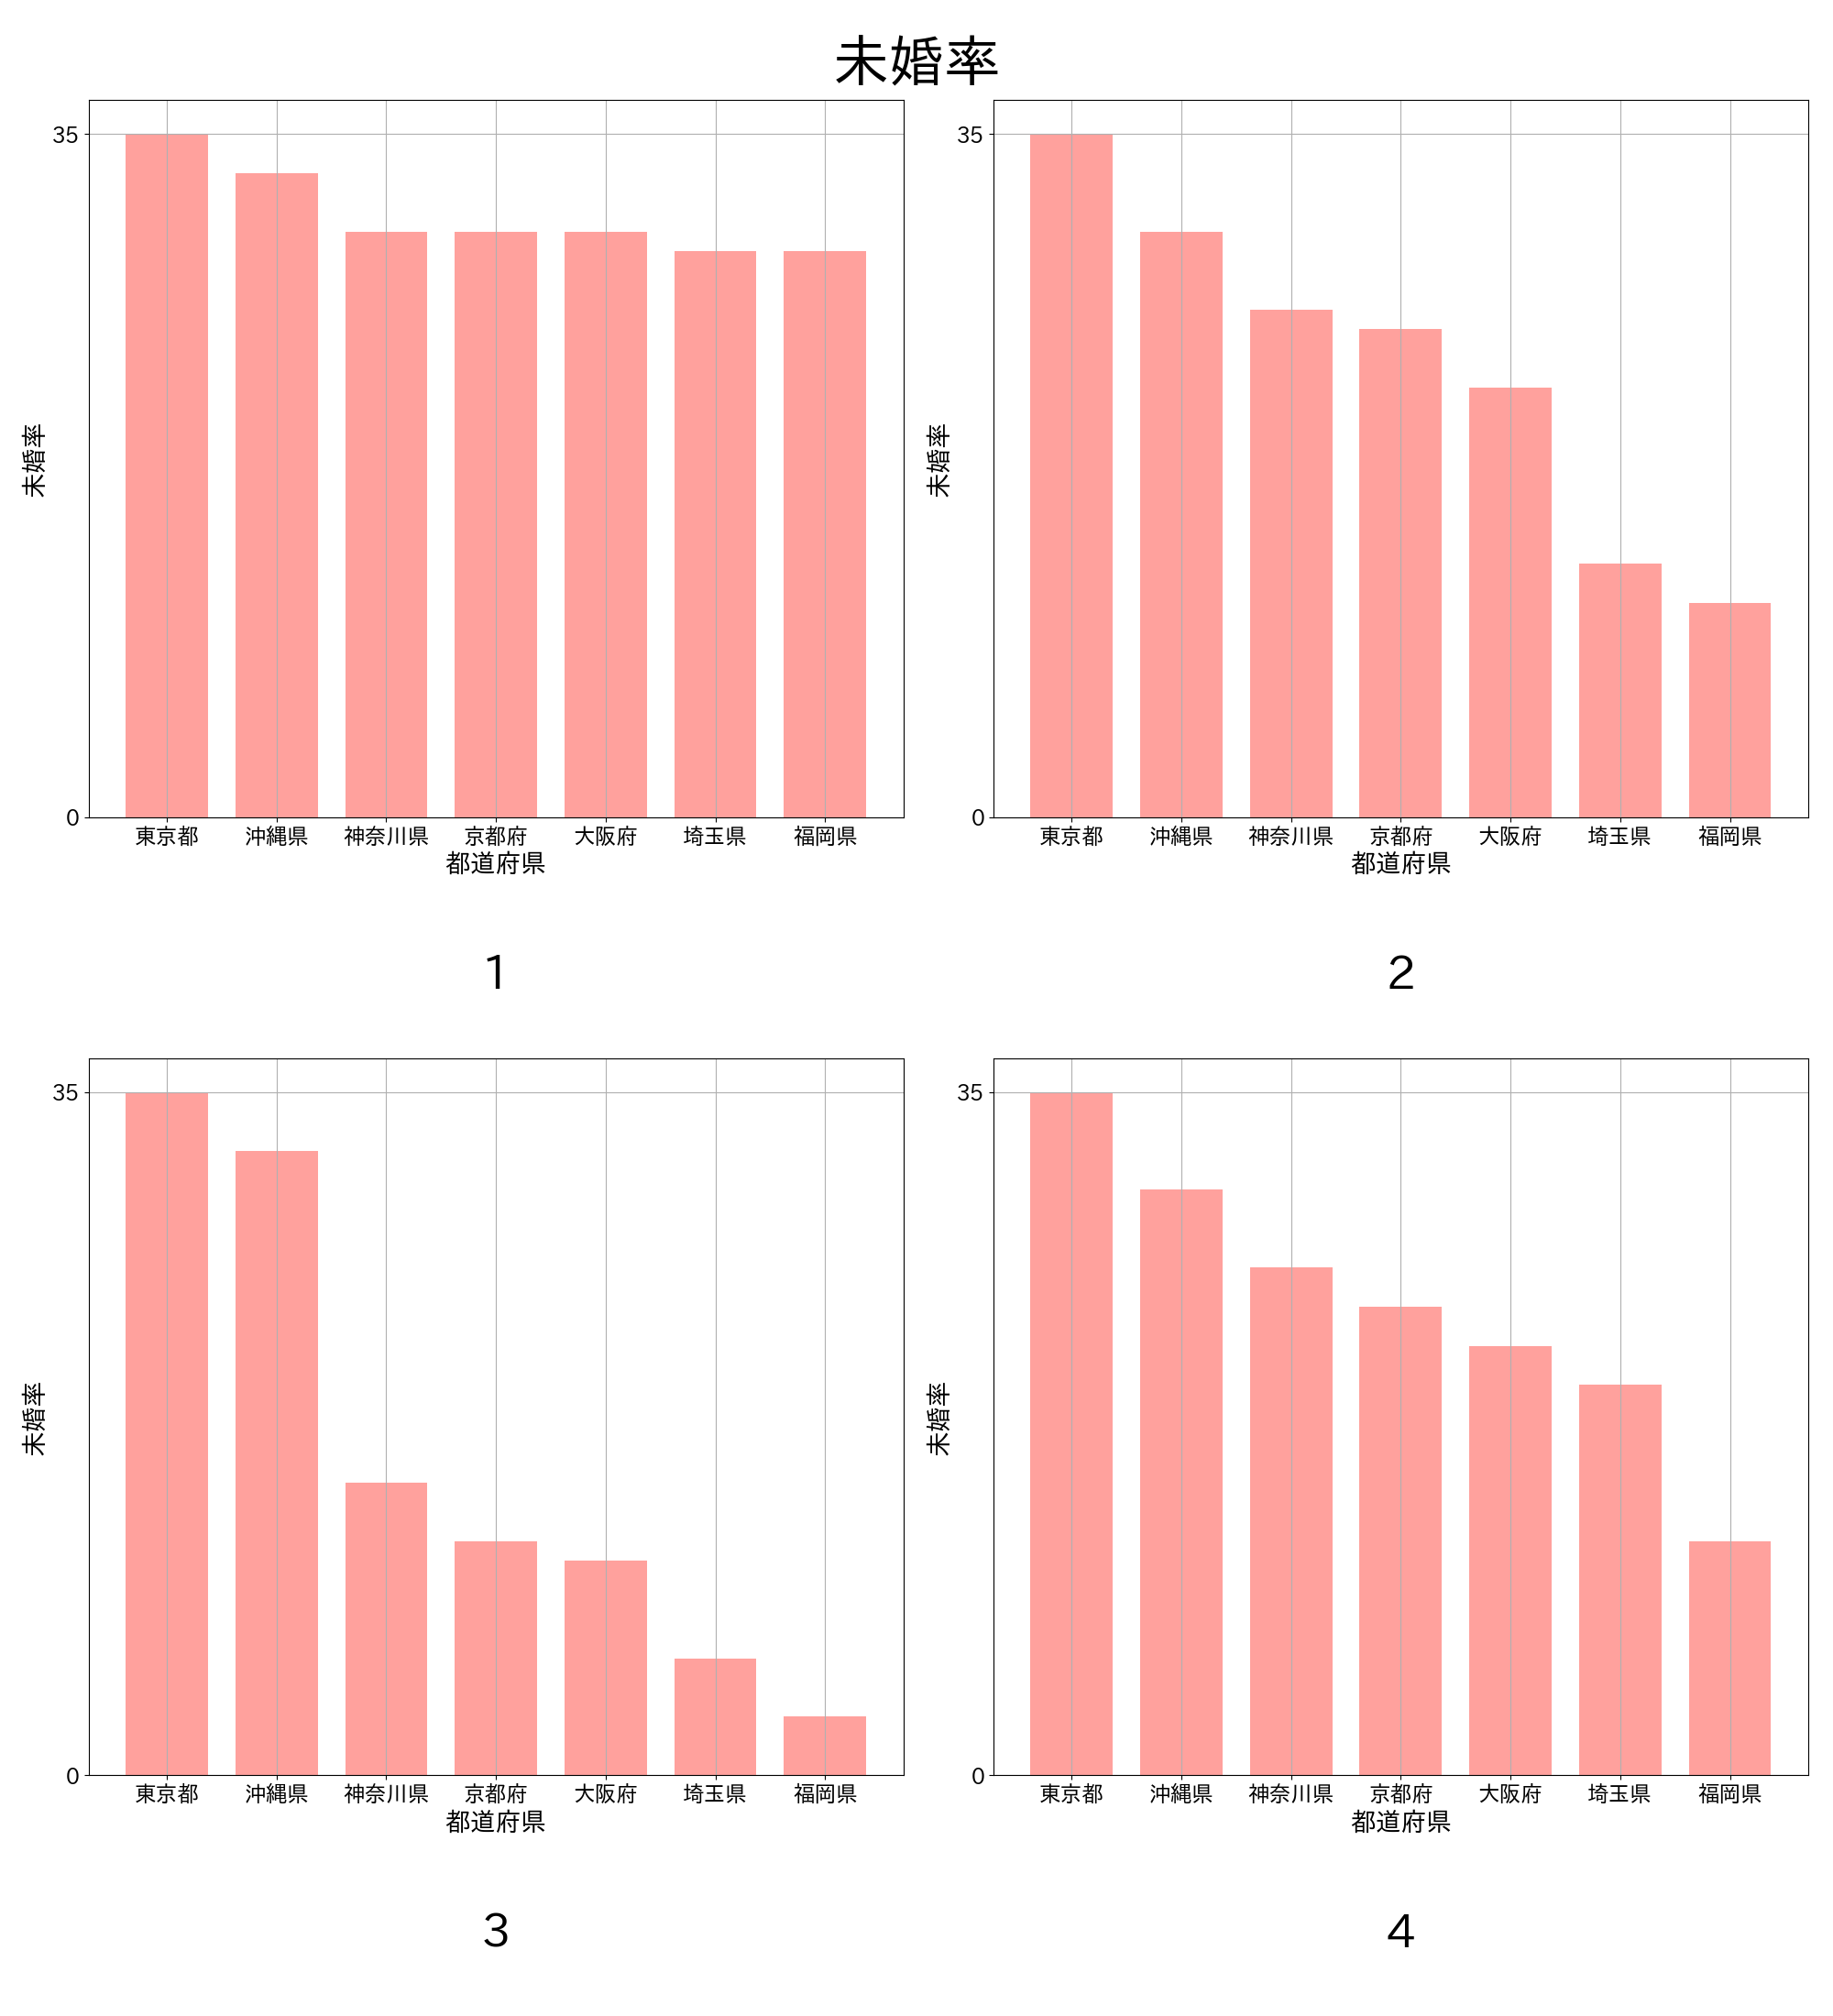 未婚率
35
0
未婚率
東京都 沖縄県 神奈川県 京都府 大阪府 埼玉県 福岡県
都道府県
1
35
0
未婚率
東京都 沖縄県 神奈川県 京都府 大阪府 埼玉県 福岡県
都道府県
2
35
0
未婚率
東京都 沖縄県 神奈川県 京都府 大阪府 埼玉県 福岡県
都道府県
3
35
0
未婚率
東京都 沖縄県 神奈川県 京都府 大阪府 埼玉県 福岡県
都道府県
4